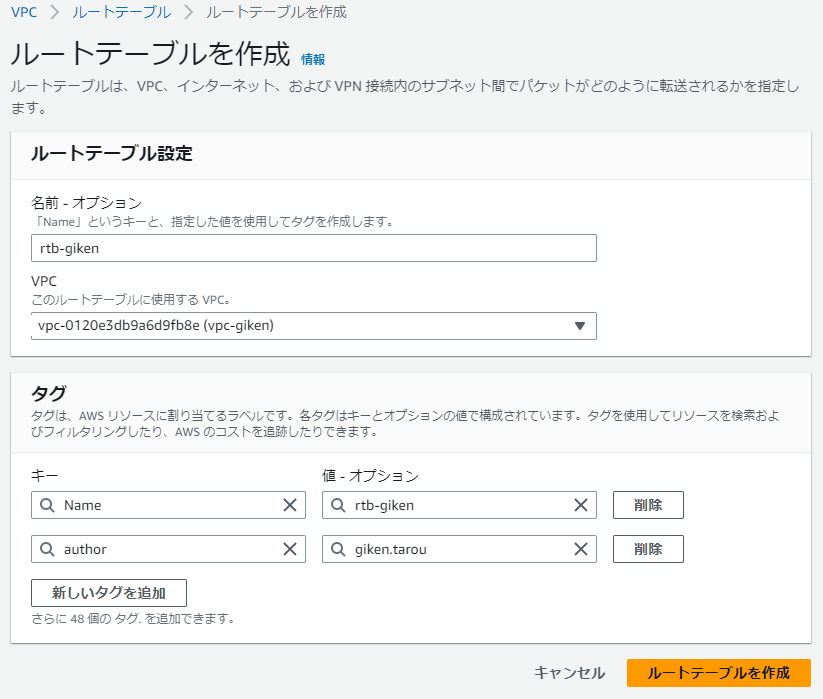 VPC > ルートテーブル > ルートテーブルを作成
ルートテーブルを作成 情報
ルートテーブルは、VPC、インターネット、および VPN 接続内のサブネット間でパケットがどのように転送されるかを指定し
ます。
ルートテーブル設定
名前 - オプション
「Name」というキーと、指定した値を使用してタグを作成します。
rtb-giken
VPC
このルートテーブルに使用する VPC。
vpc-0120e3db9a6d9fb8e (vpc-giken)
タグ
タグは、AWS リソースに割り当てるラベルです。各タグはキーとオプションの値で構成されています。タグを使用してリソースを検索およ
びフィルタリングしたり、AWS のコストを追跡したりできます。
キー 値 - オプション
Name rtb-giken 削除
author giken.tarou 削除
新しいタグを追加
さらに 48 個の タグ. を追加できます。
キャンセル ルートテーブルを作成